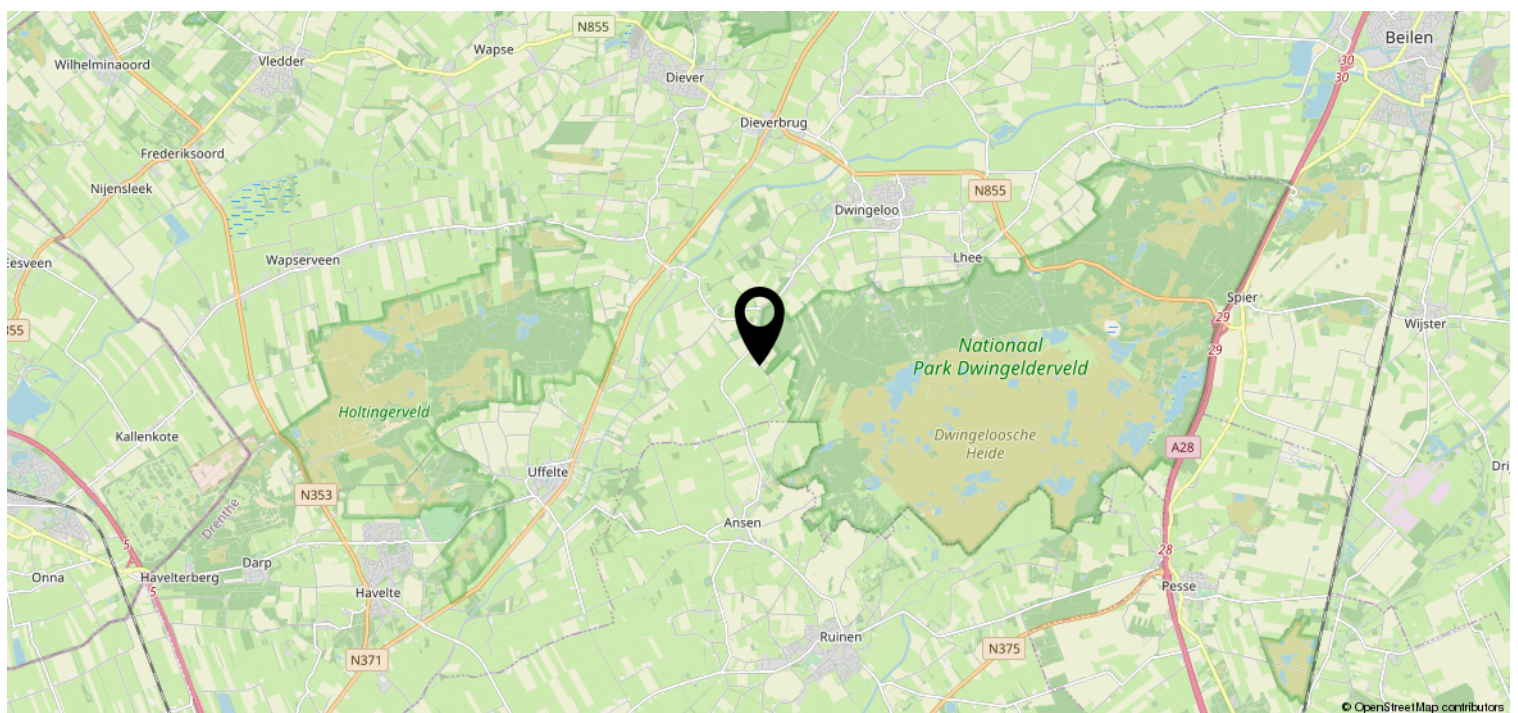 N855
Beilen
Wapse
Vledder
Wilhelminaoord
30
30
Diever
Dieverbrug
Frederiksoord
Nijensleek
N855
Dwingeloo
Lhee
Wapserveen
Eesveen
Spier
29
Wijster
855
29
Nationaal
Park Dwingelderveld
Holtingerveld
Kallenkote
Dwingeloosche
Heide
A28
Uffelte
Dri
N353
Drenthe
Ansen
5
28
Darp
Onna
Havelterberg
5
Pesse
Havelte
Ruinen
N375
N371
© OpenStreetMap contributors